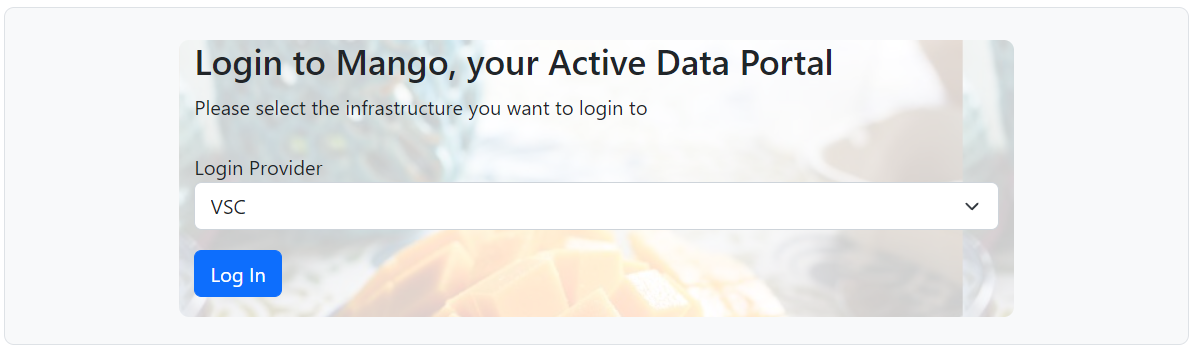 Login to Mango, your Active Data Portal
Please select the infrastructure you want to login to
Login Provider
VSC
Log In